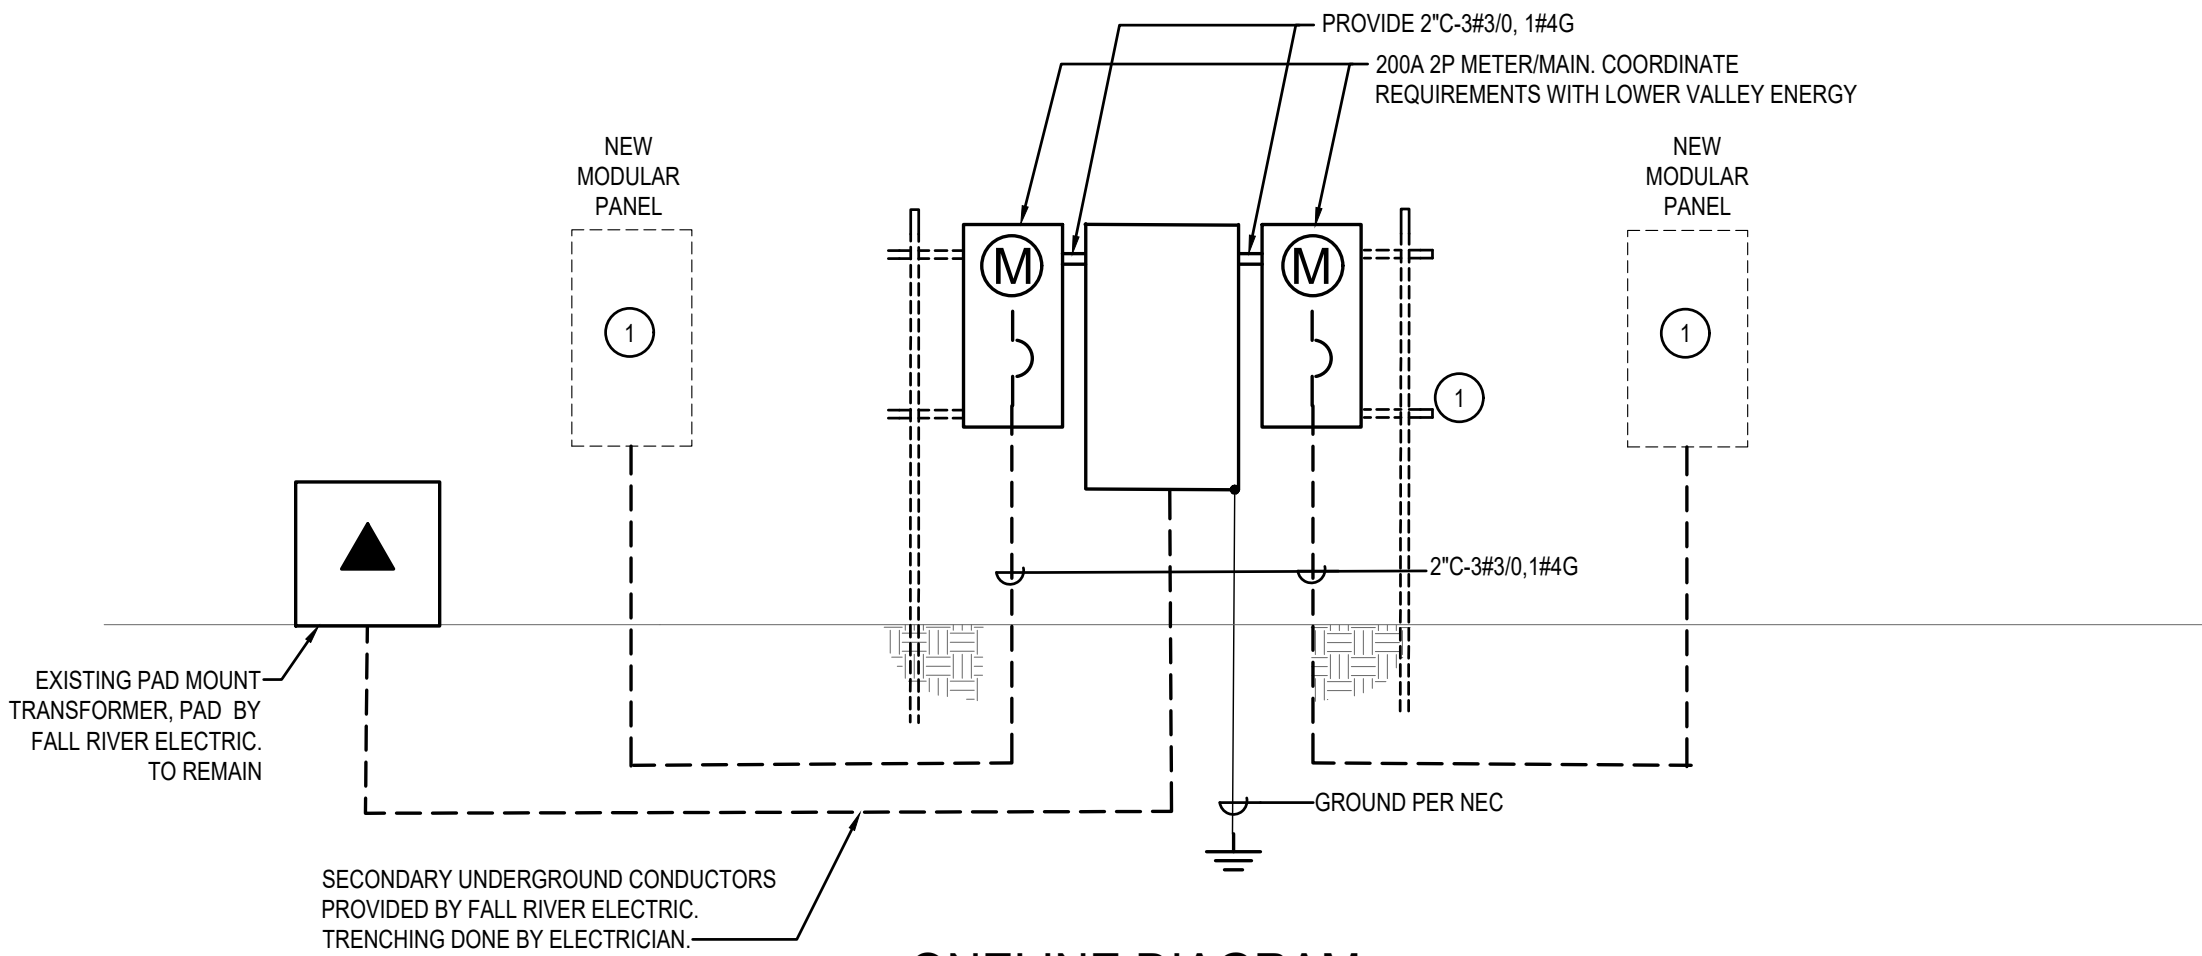 PROVIDE 2"C-3#3/0, 1#4G
200A 2P METER/MAIN. COORDINATE
REQUIREMENTS WITH LOWER VALLEY ENERGY
NEW
MODULAR
PANEL
NEW
MODULAR
PANEL
M
M
1
1
1
2"C-3#3/0,1#4G
EXISTING PAD MOUNT
TRANSFORMER, PAD BY
FALL RIVER ELECTRIC.
TO REMAIN
GROUND PER NEC
SECONDARY UNDERGROUND CONDUCTORS
PROVIDED BY FALL RIVER ELECTRIC.
TRENCHING DONE BY ELECTRICIAN.
ONELINE DIAGRAM